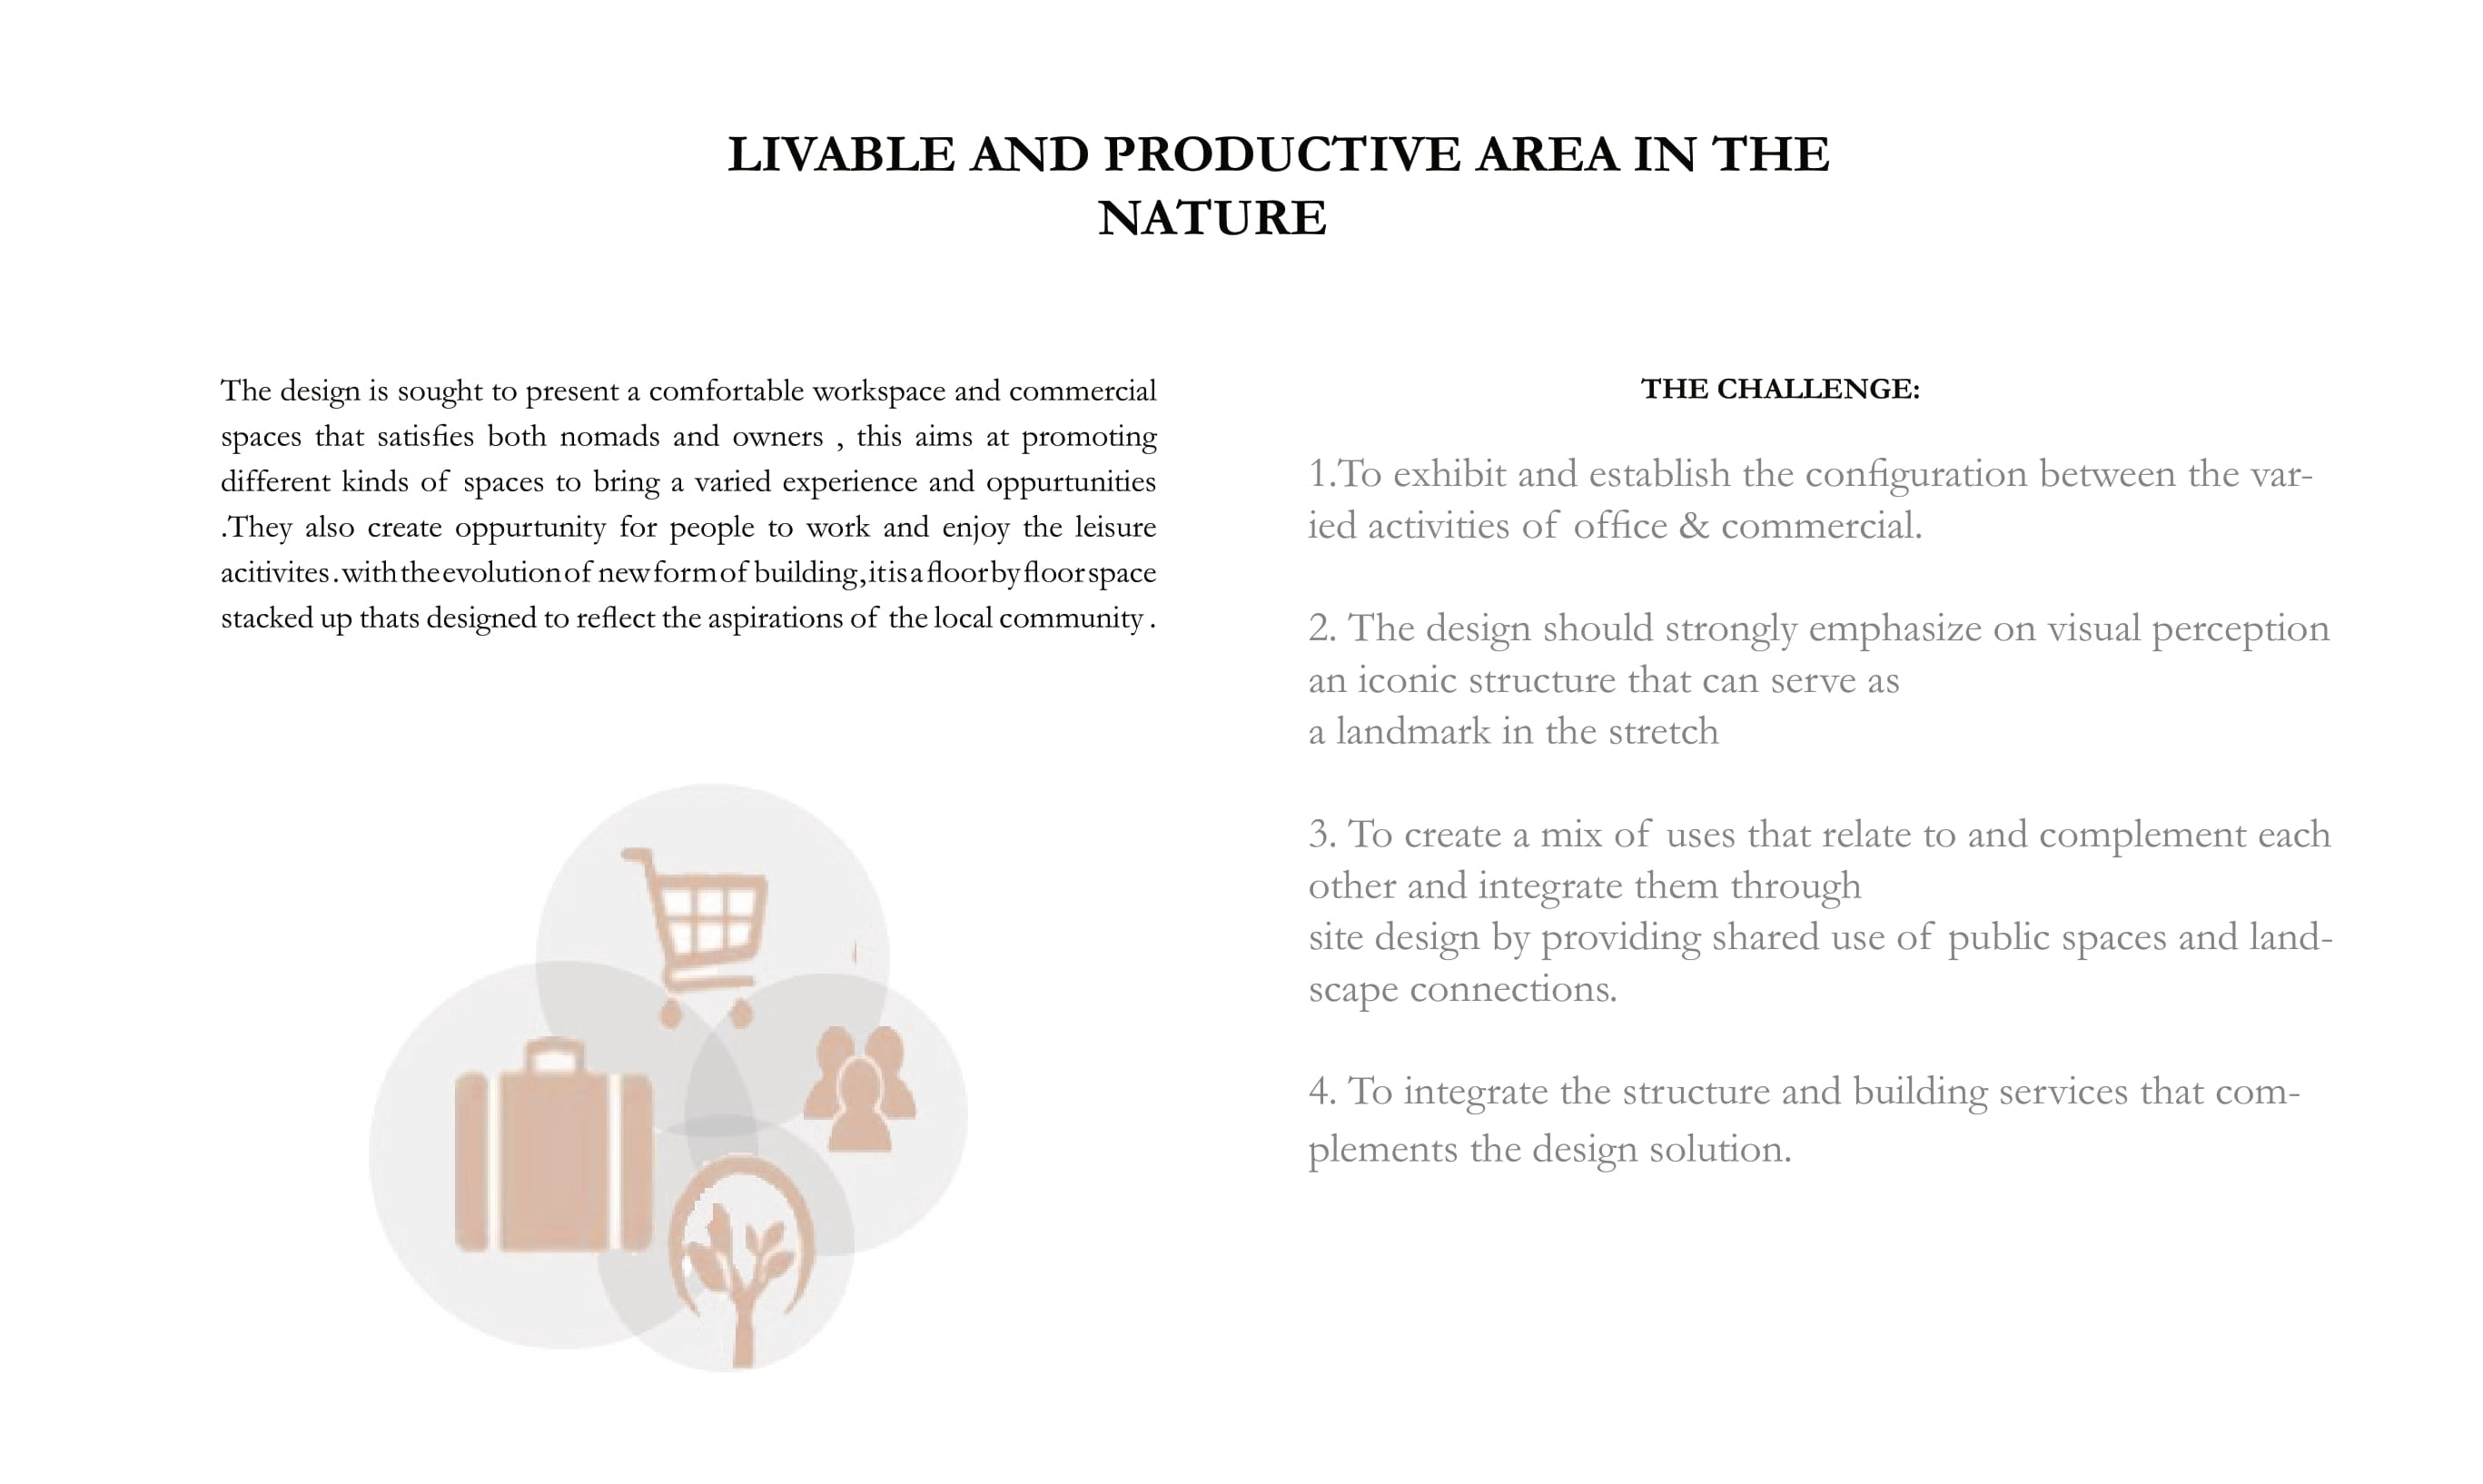 LIVABLE AND PRODUCTIVE AREA IN THE
NATURE
The design is sought to present a comfortable workspace and commercial
spaces that satisfies both nomads and owners , this aims at promoting
different kinds of spaces to bring a varied experience and oppurtunities
.They also create oppurtunity for people to work and enjoy the leisure
acitivites . with the evolution of new form of building, it is a floor by floor space
stacked up thats designed to reflect the aspirations of the local community .
THE CHALLENGE:
1.To exhibit and establish the configuration between the var-
ied activities of office & commercial.
2. The design should strongly emphasize on visual perception
an iconic structure that can serve as
a landmark in the stretch
3. To create a mix of uses that relate to and complement each
other and integrate them through
site design by providing shared use of public spaces and land-
scape connections.
4. To integrate the structure and building services that com-
plements the design solution.